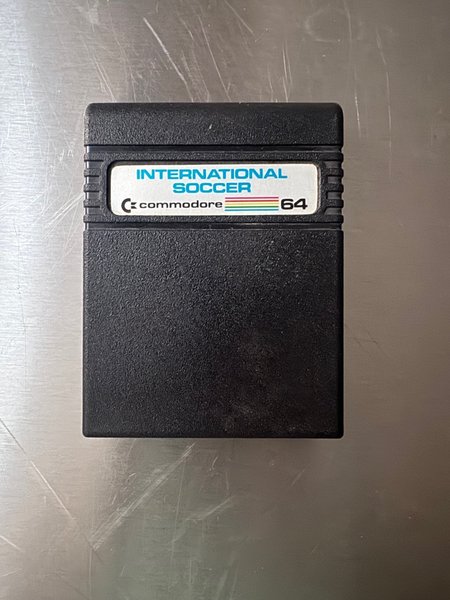 INTERNATIONAL
SOCCER
commodore 64